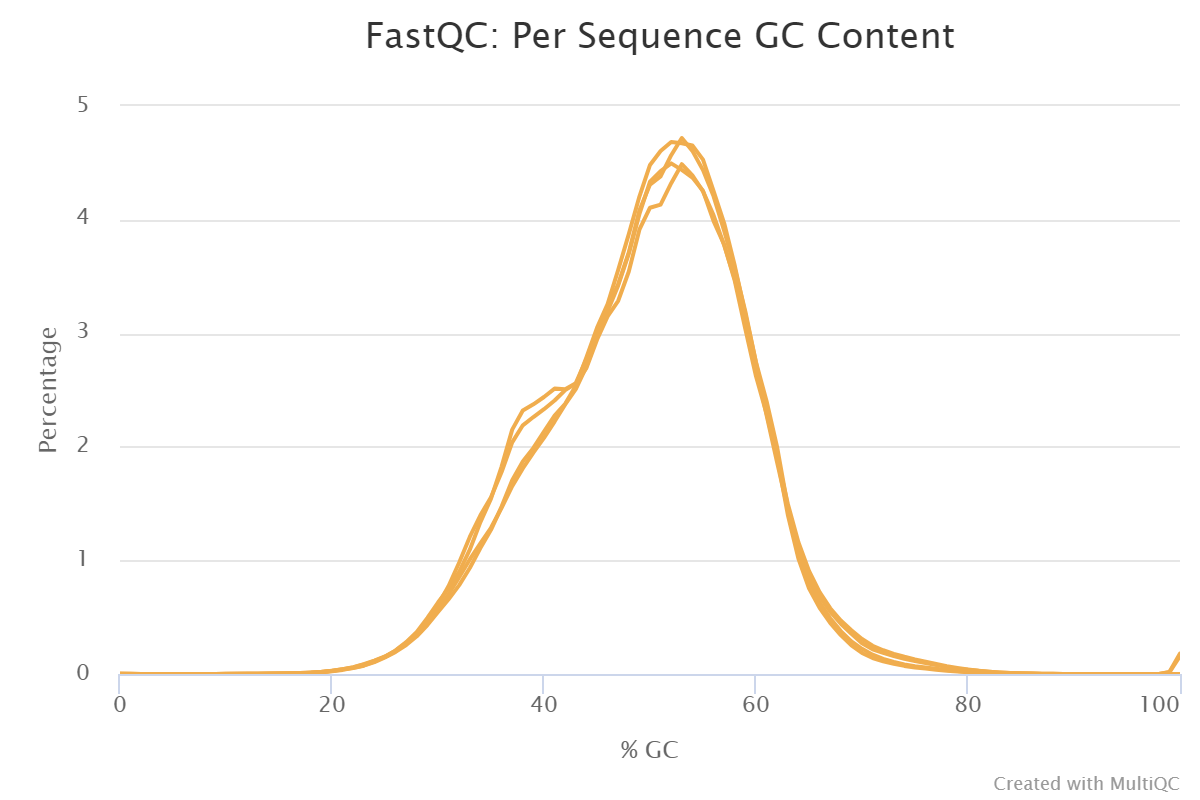 FastQC: Per Sequence GC Content
5
4
3
2
1
0
Percentage
0 20 40 60 80 100
% GC
Created with MultiQC